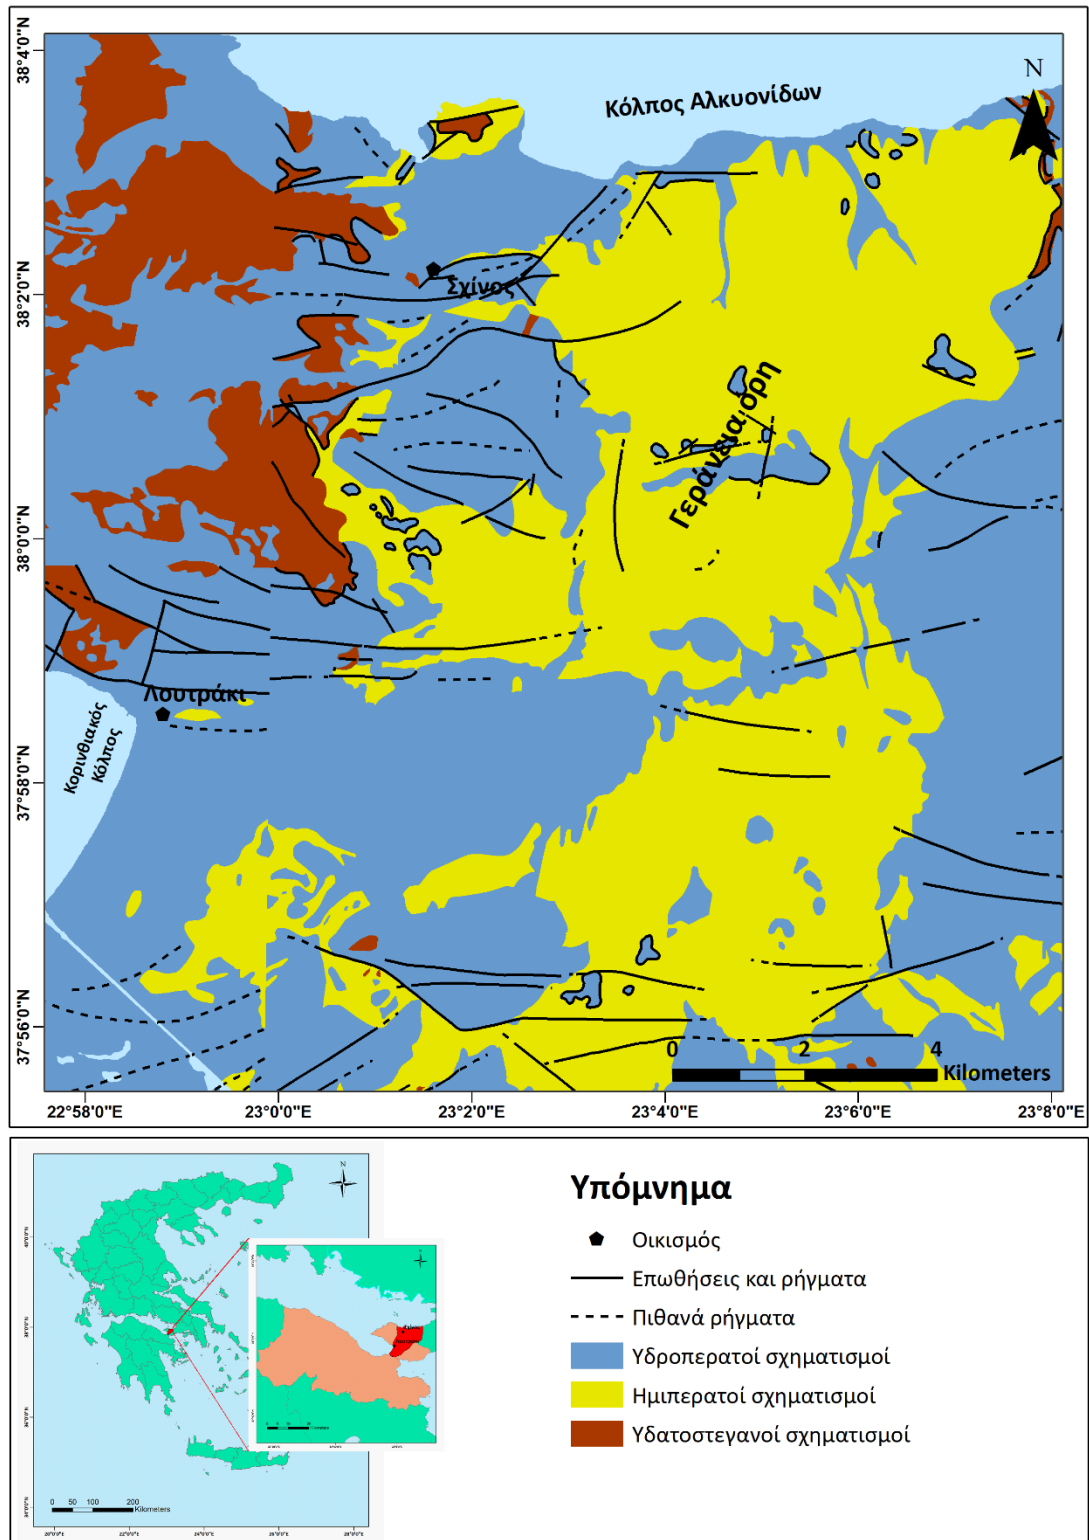 38°4'0"N
Κόλπος Αλκυονίδων
N
38°2'0"N
Σχίνος
Γεράνεια όρη
38°0'0"N
Λουτράκι
Κορινθιακός
Κόλπος
37°58'0"N
37°56'0"N
0 2 4
Kilometers
22°58'0"E 23°0'0"E 23°2'0"E 23°4'0"E 23°6'0"E 23°8'0"E
Υπόμνημα
Οικισμός
Επωθήσεις και ρήγματα
Πιθανά ρήγματα
Υδροπερατοί σχηματισμοί
Ημιπερατοί σχηματισμοί
Υδατοστεγανοί σχηματισμοί
N
0 50 100 200
Kilometers